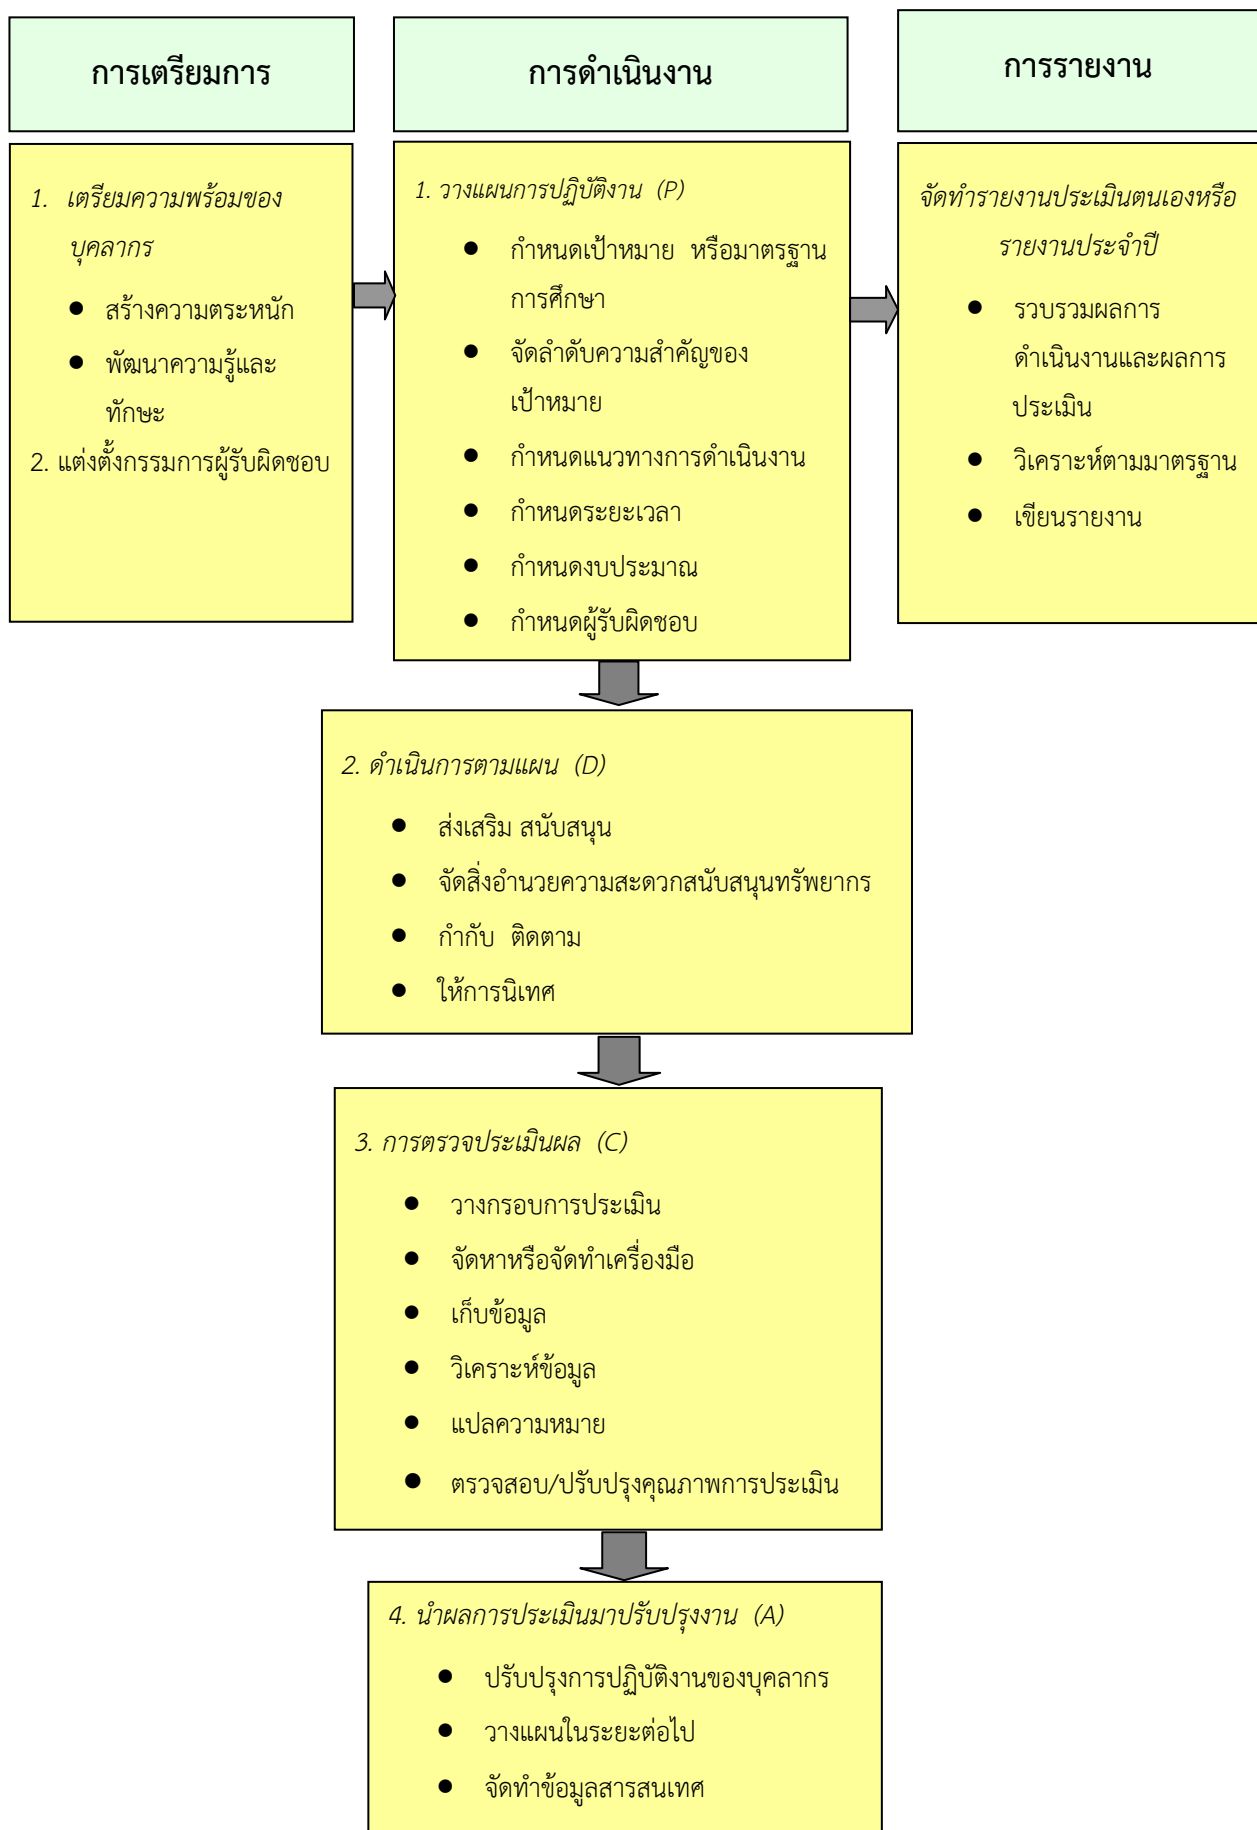 การเตรียมการ
1. เตรียมความพร้อมของ
บุคลากร
● สร้างความตระหนัก
● พัฒนาความรู้และ
ทักษะ
2. แต่งตั้งกรรมการผู้รับผิดชอบ
การดำเนินงาน
1. วางแผนการปฏิบัติงาน (P)
● กำหนดเป้าหมาย หรือมาตรฐาน
การศึกษา
● จัดลำดับความสำคัญของ
เป้าหมาย
● กำหนดแนวทางการดำเนินงาน
● กำหนดระยะเวลา
● กำหนดงบประมาณ
● กำหนดผู้รับผิดชอบ
การรายงาน
จัดทำรายงานประเมินตนเองหรือ
รายงานประจำปี
● รวบรวมผลการ
ดำเนินงานและผลการ
ประเมิน
● วิเคราะห์ตามมาตรฐาน
● เขียนรายงาน
2. ดำเนินการตามแผน (D)
● ส่งเสริม สนับสนุน
● จัดสิ่งอำนวยความสะดวกสนับสนุนทรัพยากร
● กำกับ ติดตาม
● ให้การนิเทศ
3. การตรวจประเมินผล (C)
● วางกรอบการประเมิน
● จัดหาหรือจัดทำเครื่องมือ
● เก็บข้อมูล
● วิเคราะห์ข้อมูล
● แปลความหมาย
● ตรวจสอบ/ปรับปรุงคุณภาพการประเมิน
4. นำผลการประเมินมาปรับปรุงงาน (A)
● ปรับปรุงการปฏิบัติงานของบุคลากร
● วางแผนในระยะต่อไป
● จัดทำข้อมูลสารสนเทศ